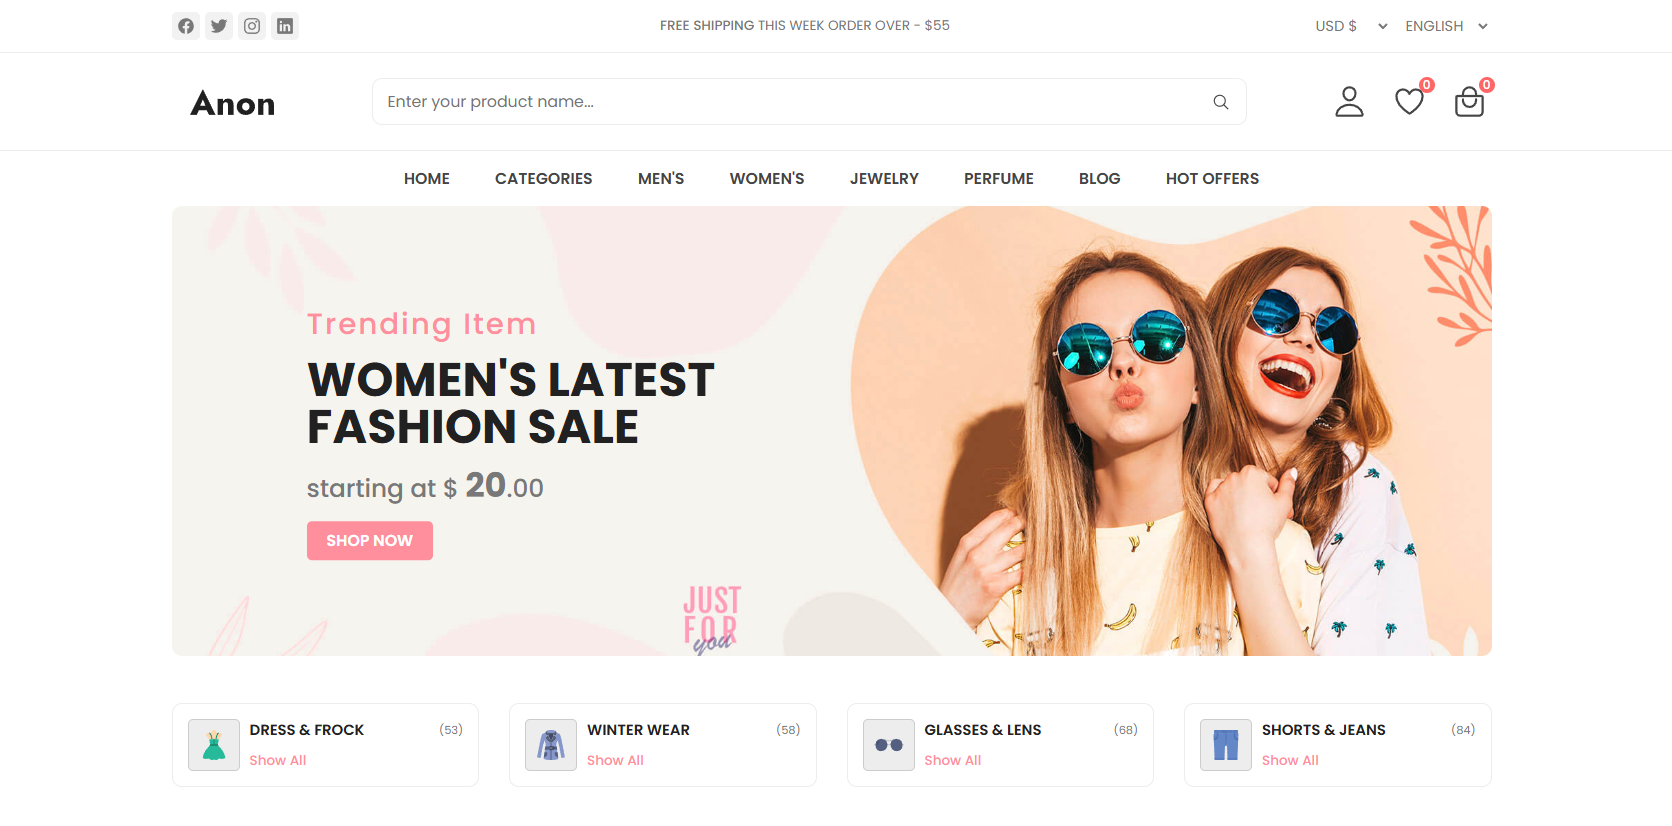 FREE SHIPPING THIS WEEK ORDER OVER - $55
USD $
ENGLISH
Anon
Enter your product name...
0
0
HOME
CATEGORIES
MEN'S
WOMEN'S
JEWELRY
PERFUME
BLOG
HOT OFFERS
Trending Item
WOMEN'S LATEST
FASHION SALE
starting at $ 20.00
SHOP NOW
JUST
FOR
you
DRESS & FROCK
(53)
Show All
WINTER WEAR
(58)
Show All
GLASSES & LENS
(68)
Show All
SHORTS & JEANS
(84)
Show All